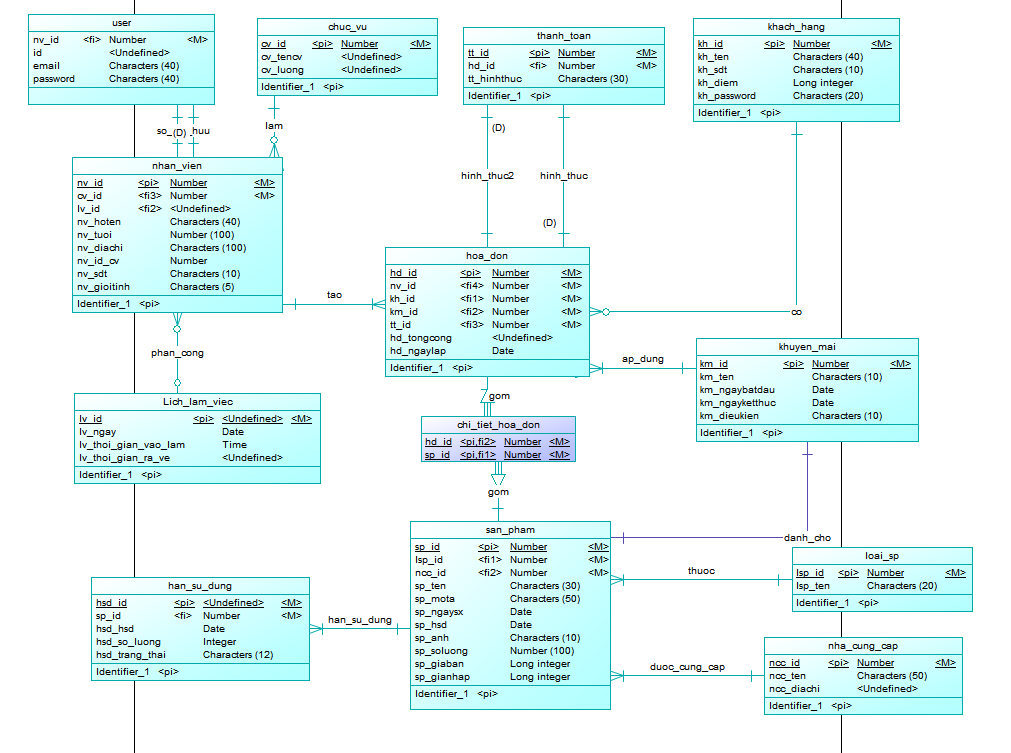 user
nv_id <fi> Number <M>
id <Undefined>
email Characters (40)
password Characters (40)
chuc_vu
cv_id <pi> Number <M>
cv_tencv <Undefined>
cv_luong <Undefined>
Identifier_1 <pi>
thanh_toan
tt_id <pi> Number <M>
hd_id <fi> Number <M>
tt_hinhthuc Characters (30)
Identifier_1 <pi>
khach_hang
kh_id <pi> Number <M>
kh_ten Characters (40)
kh_sdt Characters (10)
kh_diem Long integer
kh_password Characters (20)
Identifier_1 <pi>
so_(D)_huu
lam
(D)
hinh_thuc2
hinh_thuc
(D)
nhan_vien
nv_id <pi> Number <M>
cv_id <fi3> Number <M>
lv_id <fi2> <Undefined>
nv_hoten Characters (40)
nv_tuoi Number (100)
nv_diachi Characters (100)
nv_id_cv Number
nv_sdt Characters (10)
nv_gioitinh Characters (5)
Identifier_1 <pi>
tao
hoa_don
hd_id <pi> Number <M>
nv_id <fi4> Number <M>
kh_id <fi1> Number <M>
km_id <fi2> Number <M>
tt_id <fi3> Number <M>
hd_tongcong <Undefined>
hd_ngaylap Date
Identifier_1 <pi>
co
phan_cong
ap_dung
khuyen_mai
km_id <pi> Number <M>
km_ten Characters (10)
km_ngaybatdau Date
km_ngayketthuc Date
km_dieukien Characters (10)
Identifier_1 <pi>
Lich_lam_viec
lv_id <pi> <Undefined> <M>
lv_ngay Date
lv_thoi_gian_vao_lam Time
lv_thoi_gian_ra_ve <Undefined>
Identifier_1 <pi>
gom
chi_tiet_hoa_don
hd_id <pi,fi2> Number <M>
sp_id <pi,fi1> Number <M>
gom
danh_cho
san_pham
sp_id <pi> Number <M>
lsp_id <fi1> Number <M>
ncc_id <fi2> Number <M>
sp_ten Characters (30)
sp_mota Characters (50)
sp_ngaysx Date
sp_hsd Date
sp_anh Characters (10)
sp_soluong Number (100)
sp_giaban Long integer
sp_gianhap Long integer
Identifier_1 <pi>
thuoc
loai_sp
lsp_id <pi> Number <M>
lsp_ten Characters (20)
Identifier_1 <pi>
han_su_dung
hsd_id <pi> <Undefined> <M>
sp_id <fi> Number <M>
hsd_hsd Date
hsd_so_luong Integer
hsd_trang_thai Characters (12)
Identifier_1 <pi>
han_su_dung
duoc_cung_cap
nha_cung_cap
ncc_id <pi> Number <M>
ncc_ten Characters (50)
ncc_diachi <Undefined>
Identifier_1 <pi>